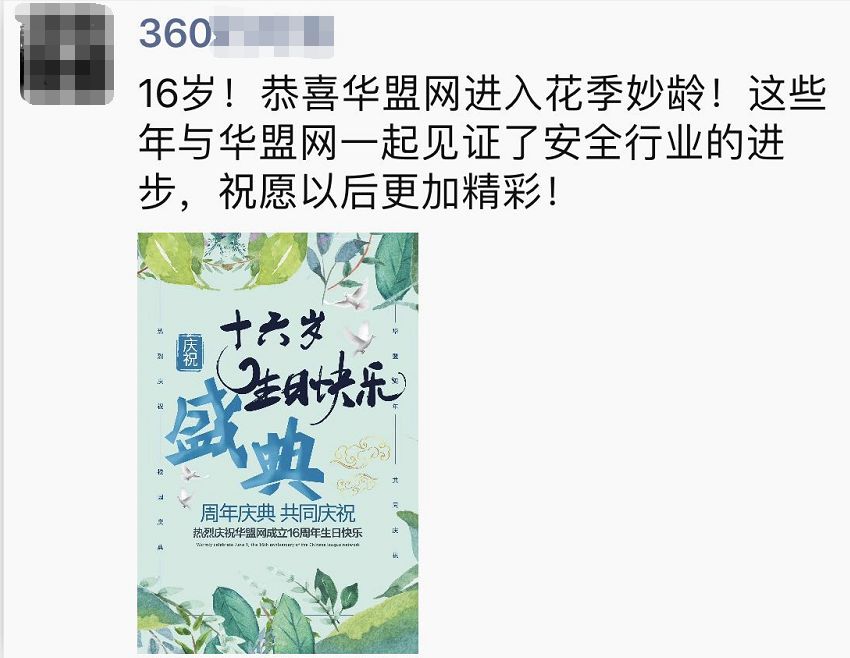 360
16岁！恭喜华盟网进入花季妙龄！这些
年与华盟网一起见证了安全行业的进
步，祝愿以后更加精彩！
庆祝
十六岁
生日快乐
盛典
周年庆典 共同庆祝
热烈庆祝华盟网成立16周年生日快乐